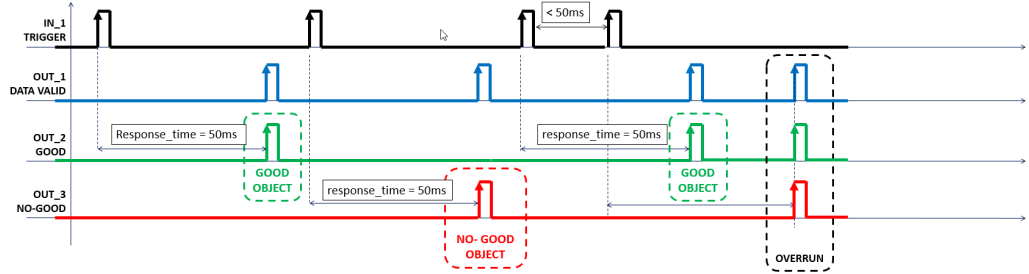 IN_1
TRIGGER
< 50ms
OUT_1
DATA VALID
OUT_2
GOOD
Response_time = 50ms
response_time = 50ms
GOOD
OBJECT
GOOD
OBJECT
OUT_3
NO-GOOD
response_time = 50ms
NO- GOOD
OBJECT
OVERRUN